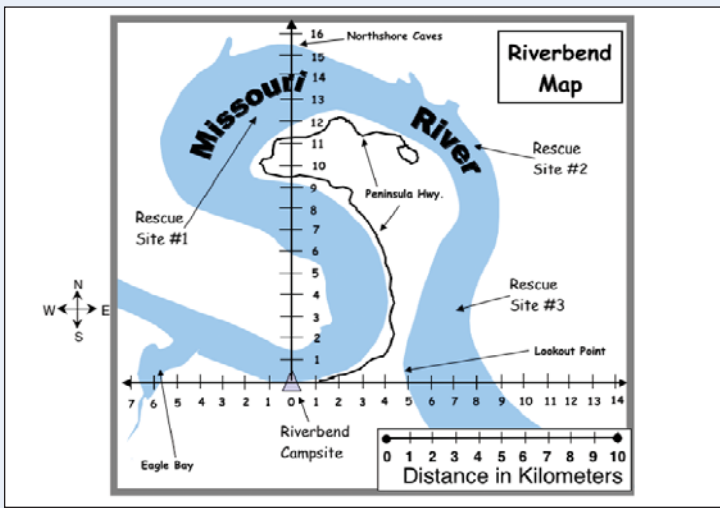 16
Northshore Caves
15
14
13
12
11
10
9
8
7
6
5
4
3
2
1
Riverbend
Map
Missouri
River
Rescue
Site #2
Peninsula Hwy.
Rescue
Site #1
N
W E
S
Rescue
Site #3
Lookout Point
7 6 5 4 3 2 1 0 1 2 3 4 5 6 7 8 9 10 11 12 13 14
Riverbend
Campsite
Eagle Bay
0 1 2 3 4 5 6 7 8 9 10
Distance in Kilometers